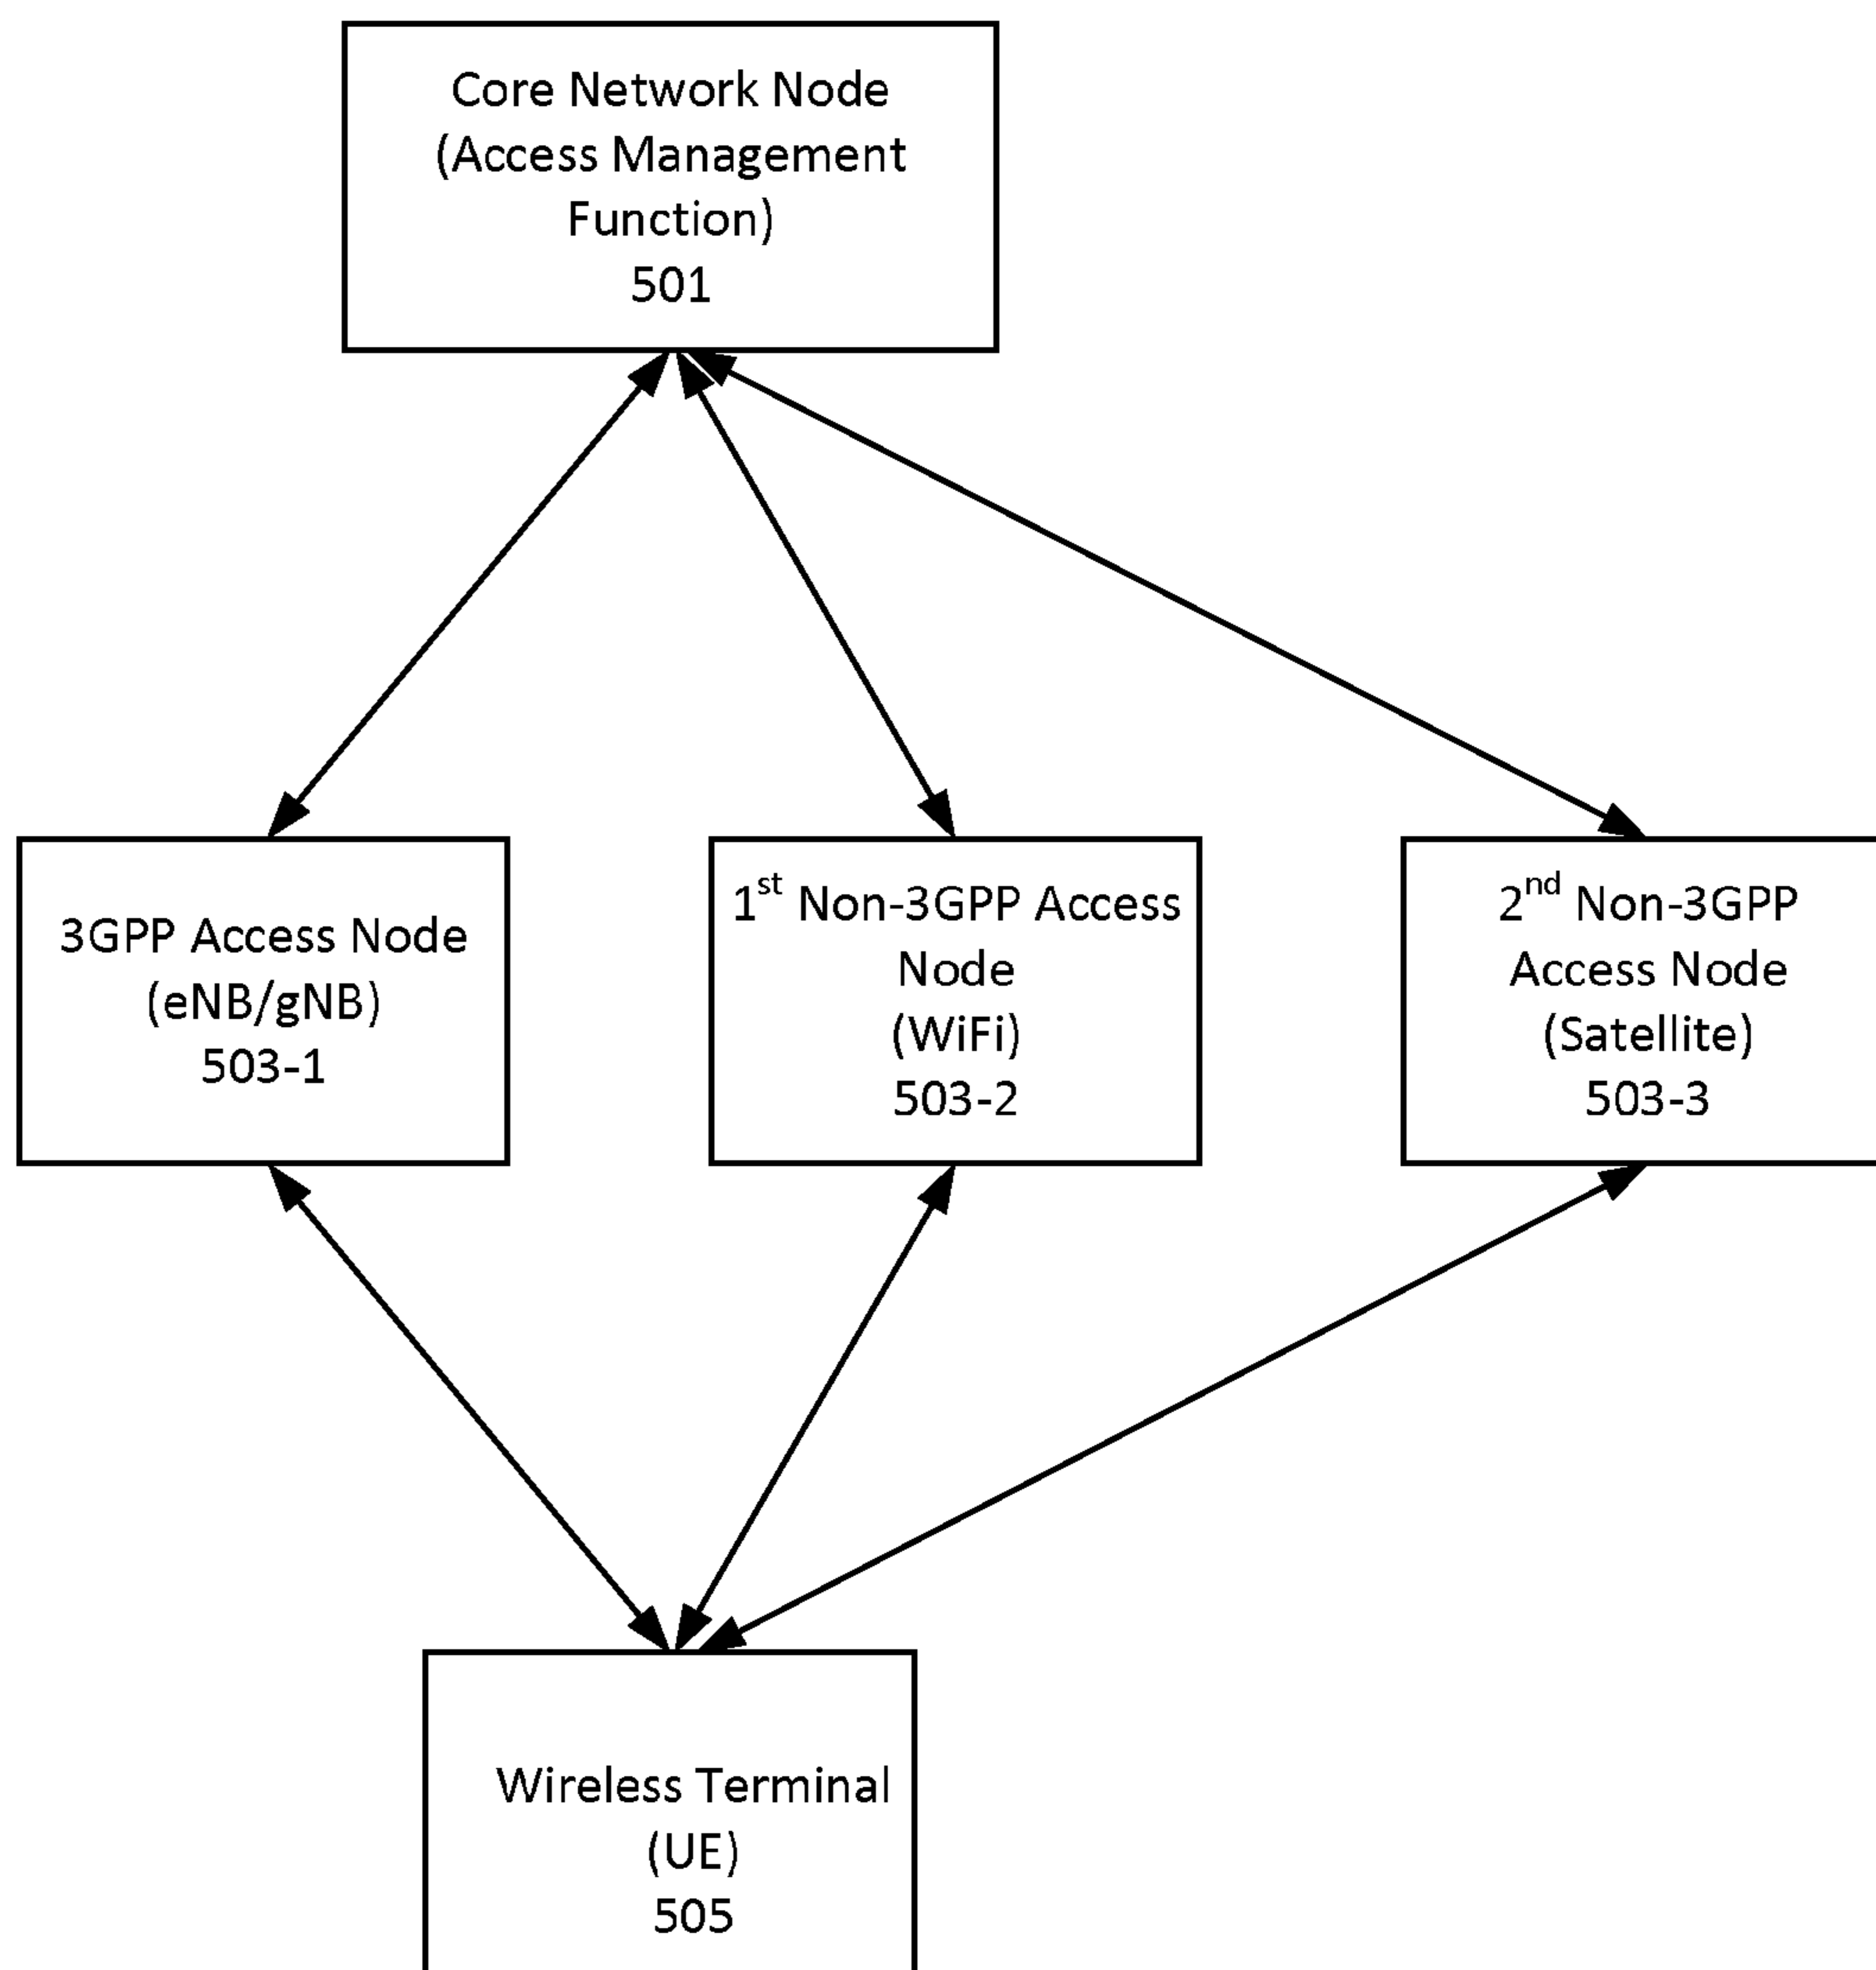 Core Network Node
(Access Management
Function)
501
3GPP Access Node
(eNB/gNB)
503-1
1st Non-3GPP Access
Node
(WiFi)
503-2
2nd Non-3GPP
Access Node
(Satellite)
503-3
Wireless Terminal
(UE)
505